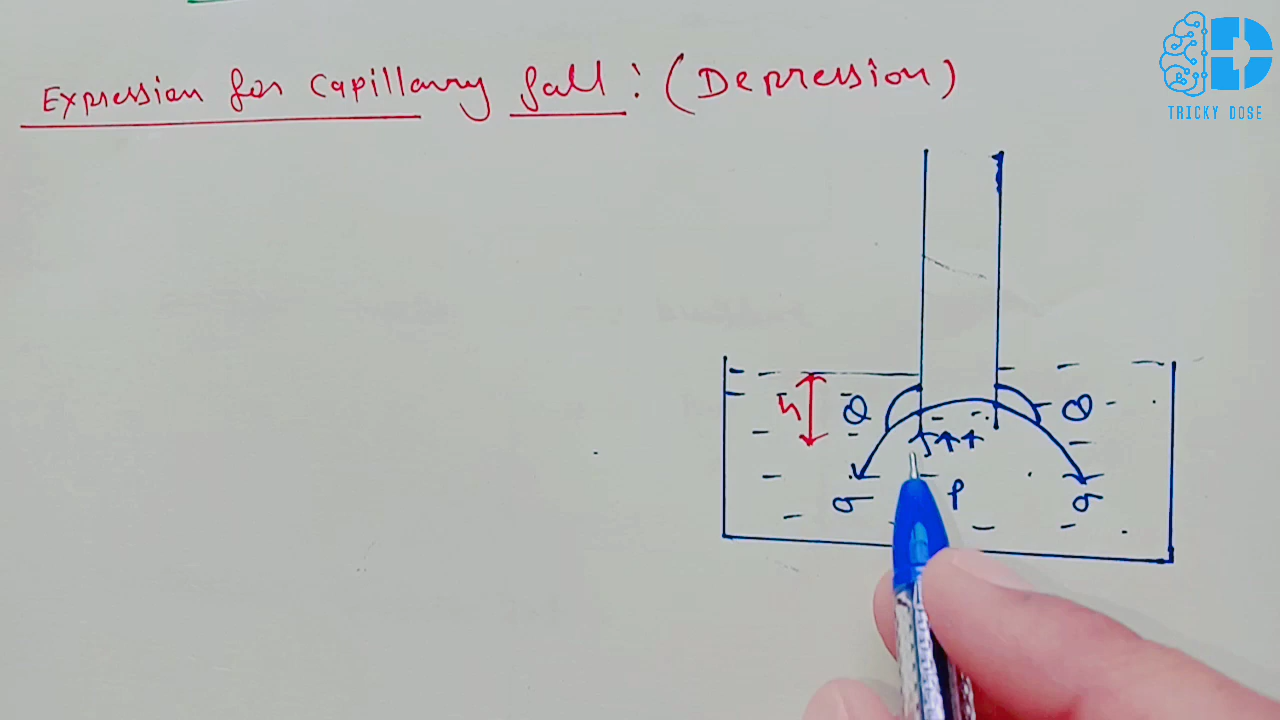 Expression for Capillary fall : (Depression)
TRICKY DOSE
h
θ
θ
σ
P
σ